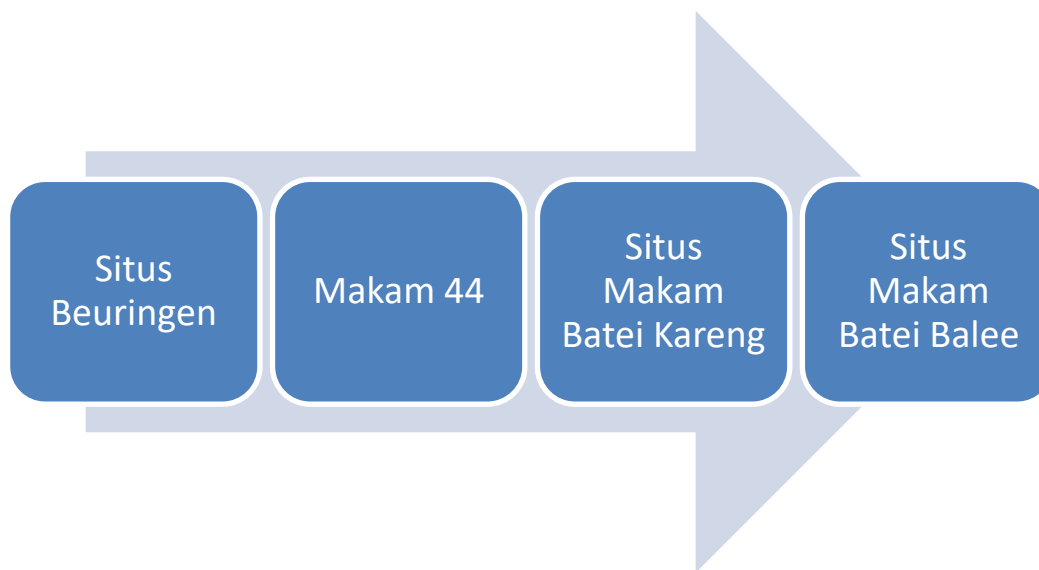 Situs
Beuringen
Makam 44
Situs
Makam
Batei Kareng
Situs
Makam
Batei Balee